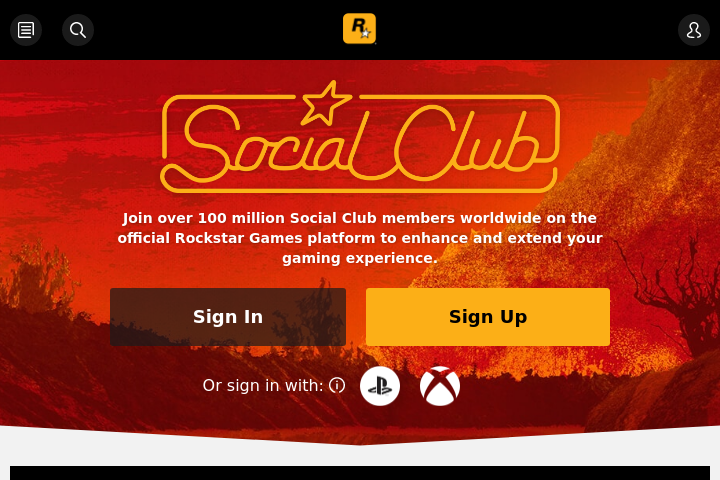 R
Social Club
Join over 100 million Social Club members worldwide on the
official Rockstar Games platform to enhance and extend your
gaming experience.
Sign In
Sign Up
Or sign in with: